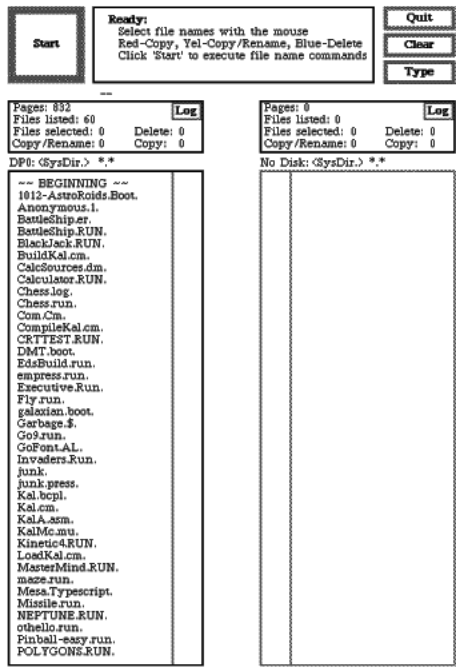 Start
Ready:
Select file names with the mouse
Red-Copy, Yel-Copy/Rename, Blue-Delete
Click 'Start' to execute file name commands
Quit
Clear
Type
Pages: 832
Log
Files listed: 60
Files selected: 0 Delete: 0
Copy/Rename: 0 Copy: 0
DP0: <SysDir.> *.*
~~ BEGINNING ~~
1012-AstroRoids.Boot.
Anonymous.1.
BattleShip.er.
BattleShip.RUN.
BlackJack.RUN.
BuildKal.cm.
CalcSources.dm.
Calculator.RUN.
Chess.log.
Chess.run.
Com.Cm.
CompileKal.cm.
CRTTEST.RUN.
DMT.boot.
EdsBuild.run.
empress.run.
Executive.Run.
Fly.run.
galaxian.boot.
Garbage.$.
Go9.run.
GoFont.AL.
Invaders.Run.
junk.
junk.press.
Kal.bcpl.
Kal.cm.
KalA.asm.
KalMc.mu.
Kinetic4.RUN.
LoadKal.cm.
MasterMind.RUN.
maze.run.
Mesa.Typescript.
Missile.run.
NEPTUNE.RUN.
othello.run.
Pinball-easy.run.
POLYGONS.RUN.
Pages: 0
Log
Files listed: 0
Files selected: 0 Delete: 0
Copy/Rename: 0 Copy: 0
No Disk: <SysDir.> *.*